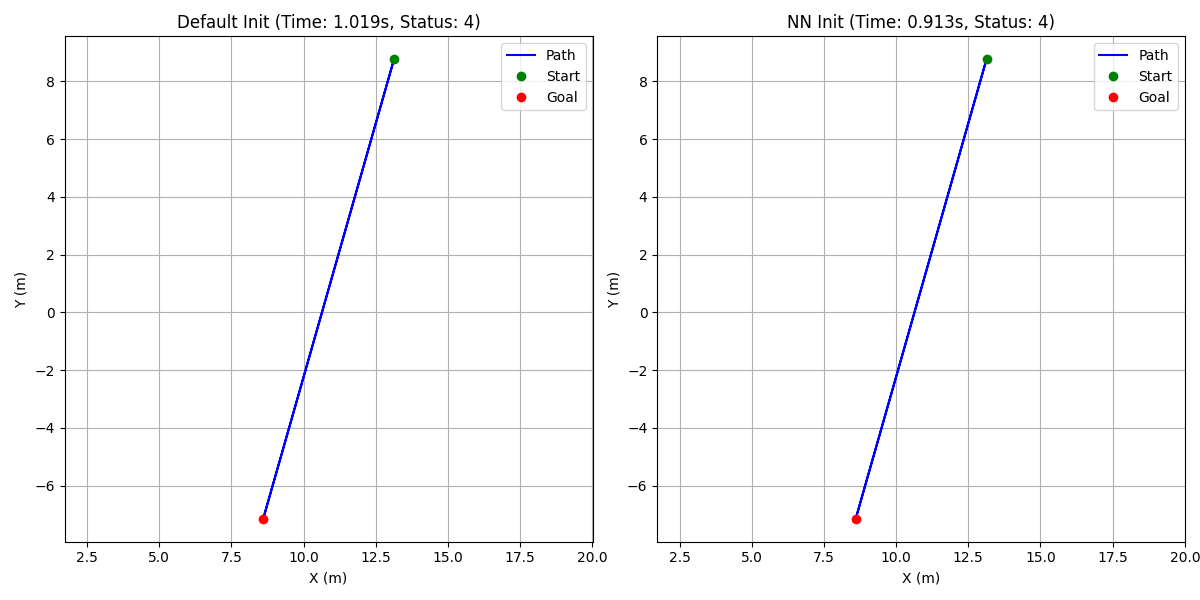 Default Init (Time: 1.019s, Status: 4)
Path
Start
Goal
8
6
4
2
0
−2
−4
−6
Y (m)
2.5 5.0 7.5 10.0 12.5 15.0 17.5 20.0
X (m)
NN Init (Time: 0.913s, Status: 4)
Path
Start
Goal
8
6
4
2
0
−2
−4
−6
Y (m)
2.5 5.0 7.5 10.0 12.5 15.0 17.5 20.0
X (m)